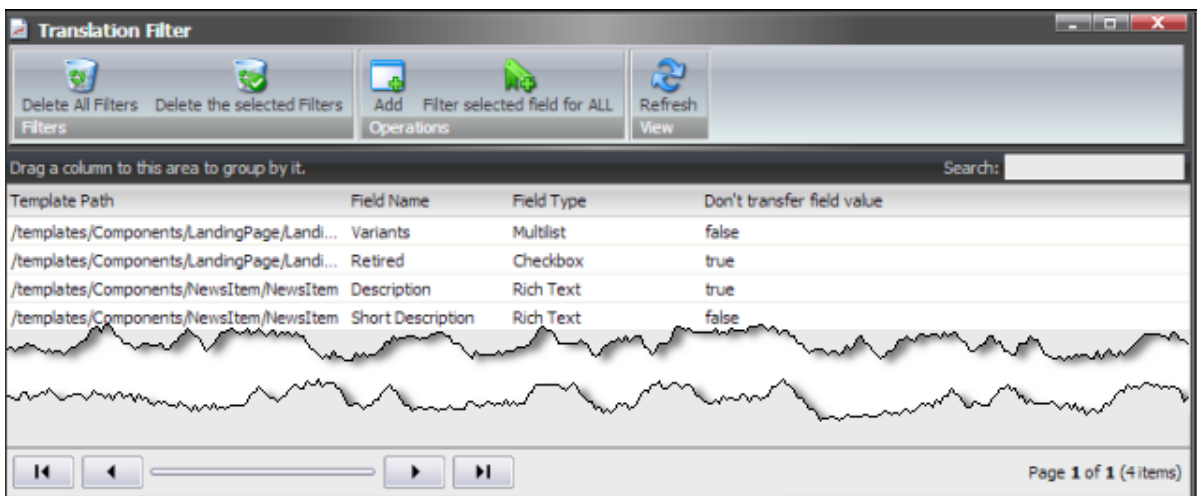 Translation Filter
Delete All Filters Delete the selected Filters Add Filter selected field for ALL Refresh
Filters Operations View
Drag a column to this area to group by it. Search:
Template Path Field Name Field Type Don't transfer field value
/templates/Components/LandingPage/Landi... Variants Multilist false
/templates/Components/LandingPage/Landi... Retired Checkbox true
/templates/Components/NewsItem/NewsItem Description Rich Text true
/templates/Components/NewsItem/NewsItem Short Description Rich Text false
Page 1 of 1 (4 items)